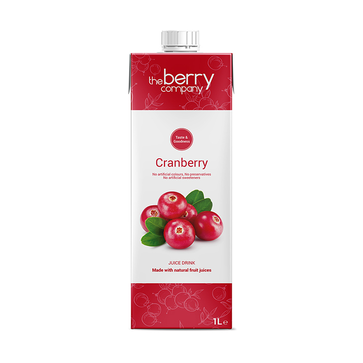 the berry
company
Taste &
Goodness
Cranberry
No artificial colours, No preservatives
No artificial sweeteners
JUICE DRINK
Made with natural fruit juices
1L e